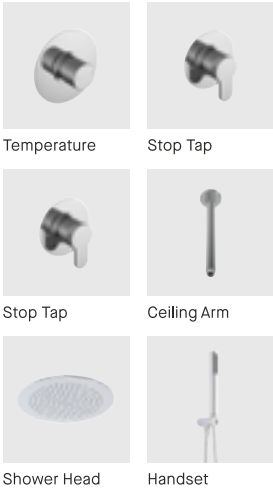 Temperature
Stop Tap
Stop Tap
Ceiling Arm
Shower Head
Handset